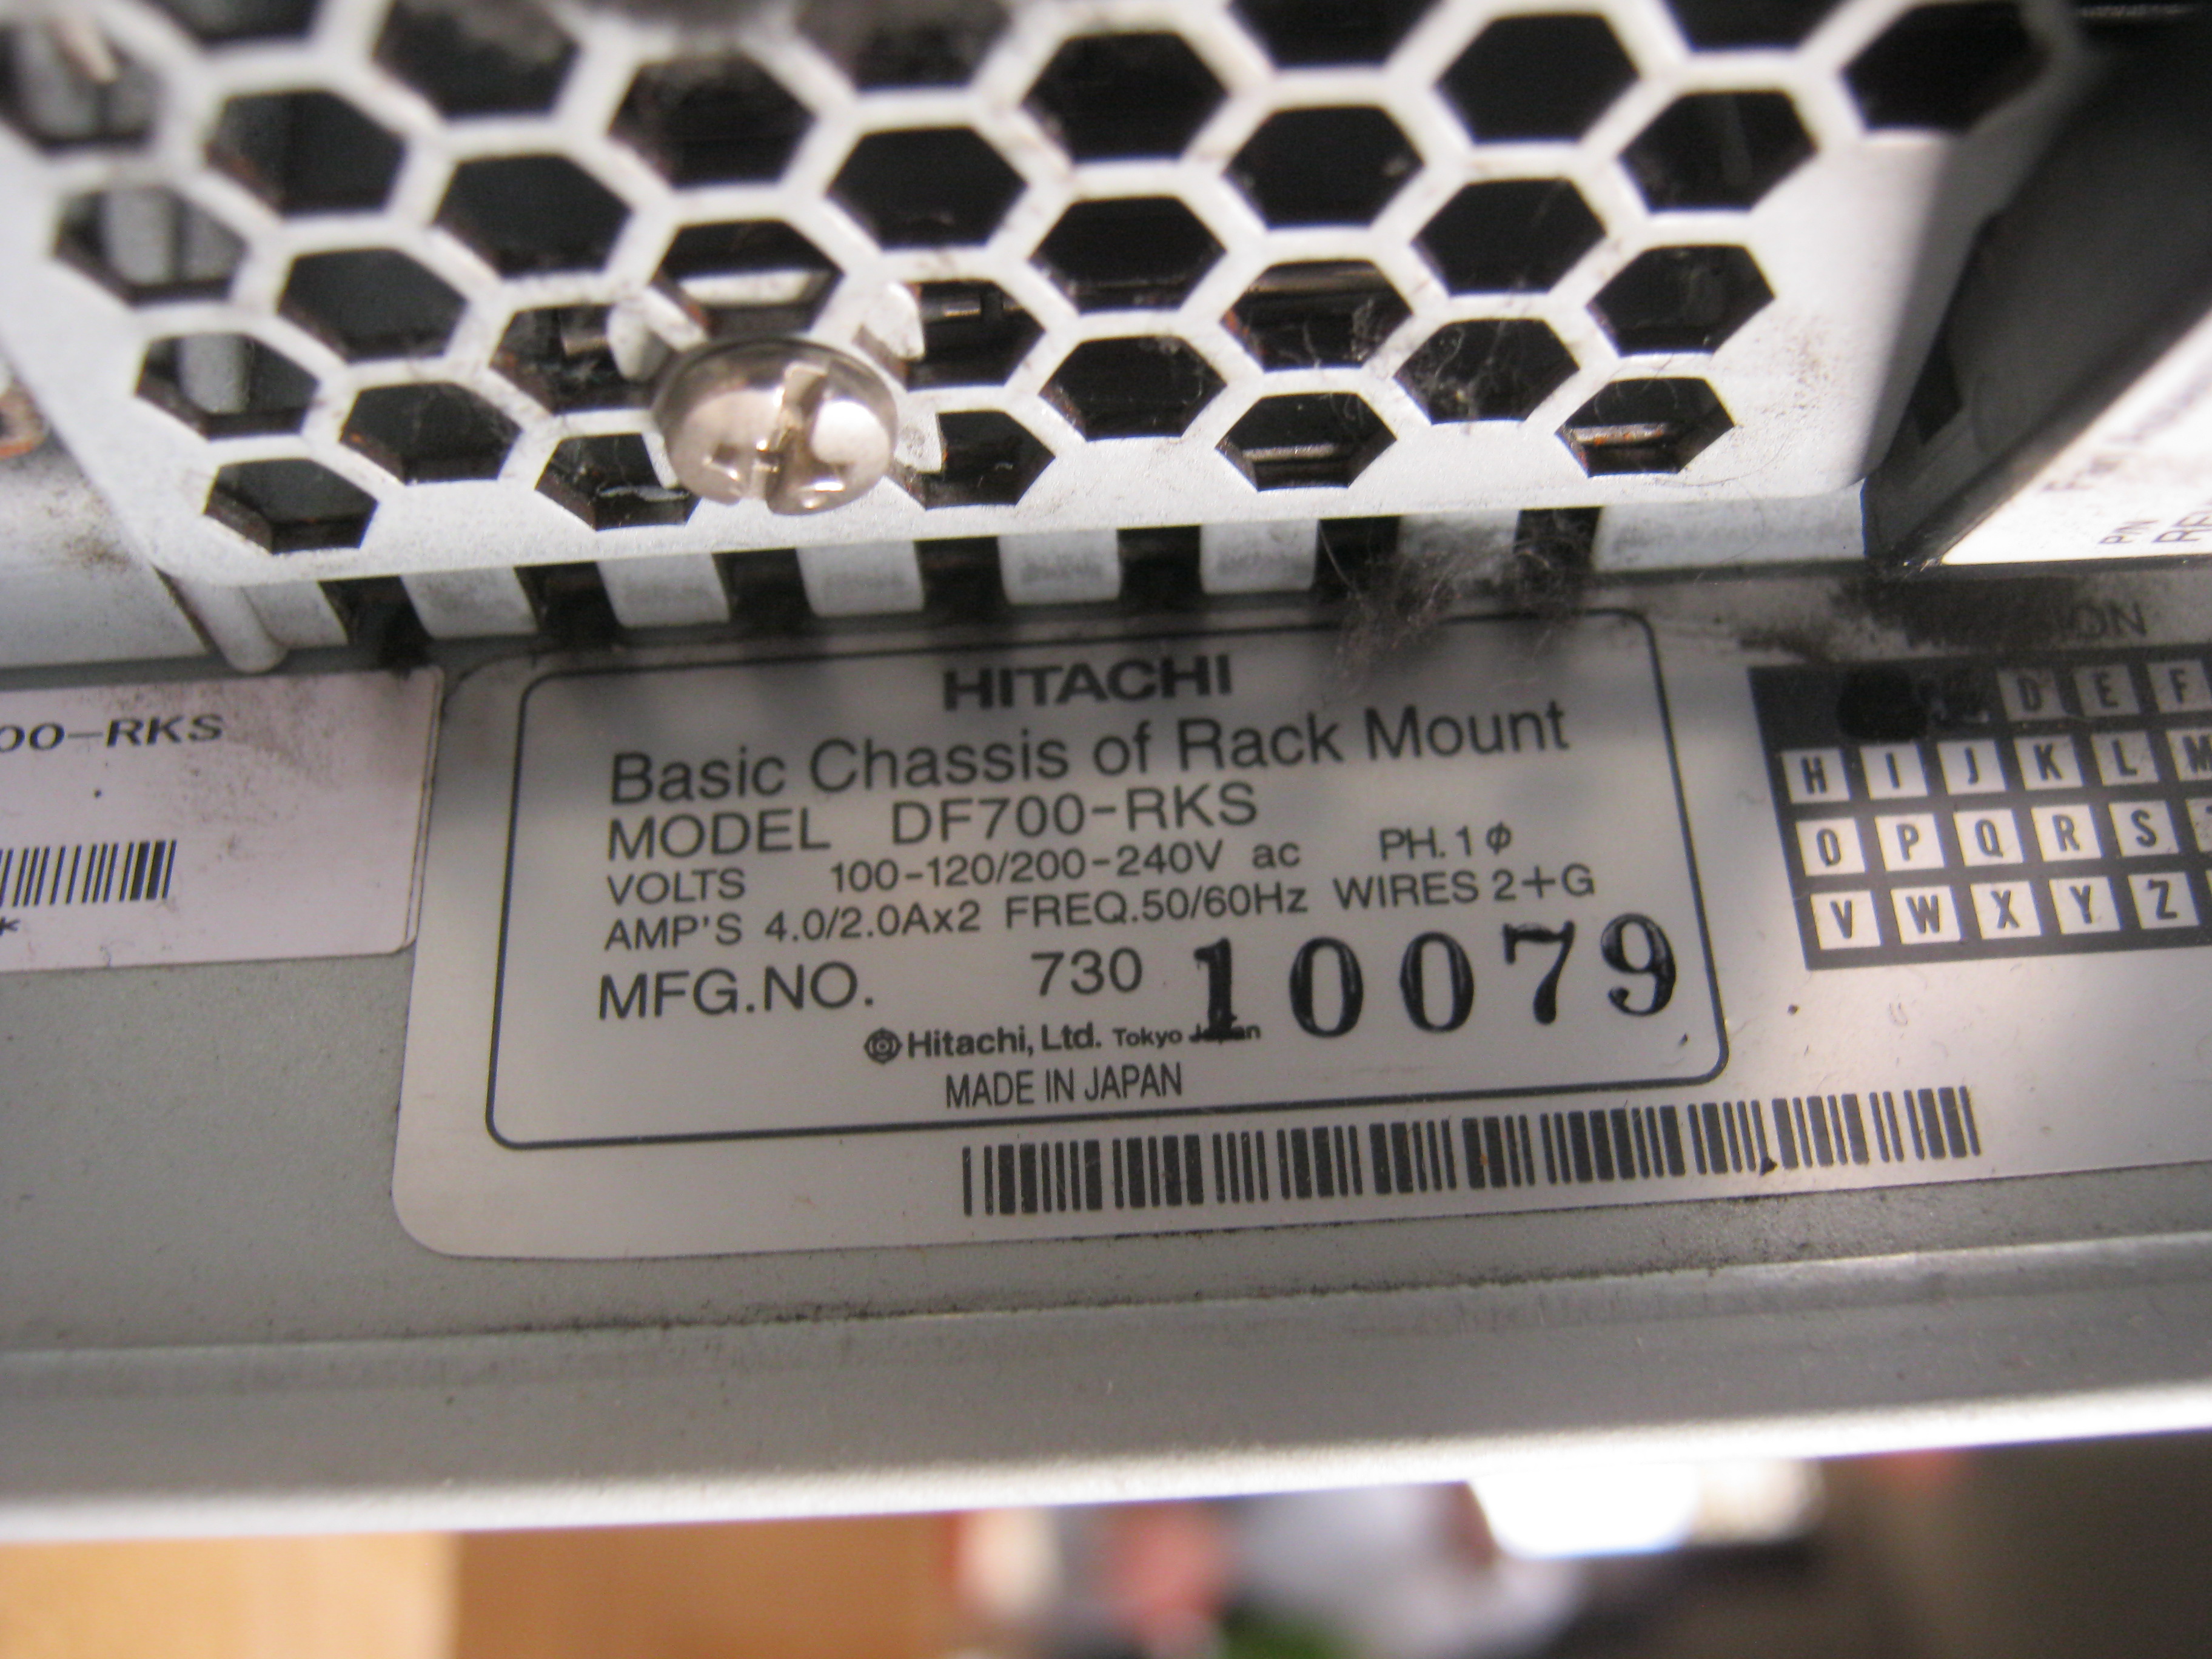 HITACHI
Basic Chassis of Rack Mount
MODEL DF700-RKS
VOLTS 100-120/200-240V ac PH. 1 φ
AMP'S 4.0/2.0Ax2 FREQ.50/60Hz WIRES 2+G
MFG.NO. 730 10079
Hitachi, Ltd. Tokyo Japan
MADE IN JAPAN
00-RKS
*
D E F
H I J K L M
O P Q R S
V W X Y Z
Fan
P/N